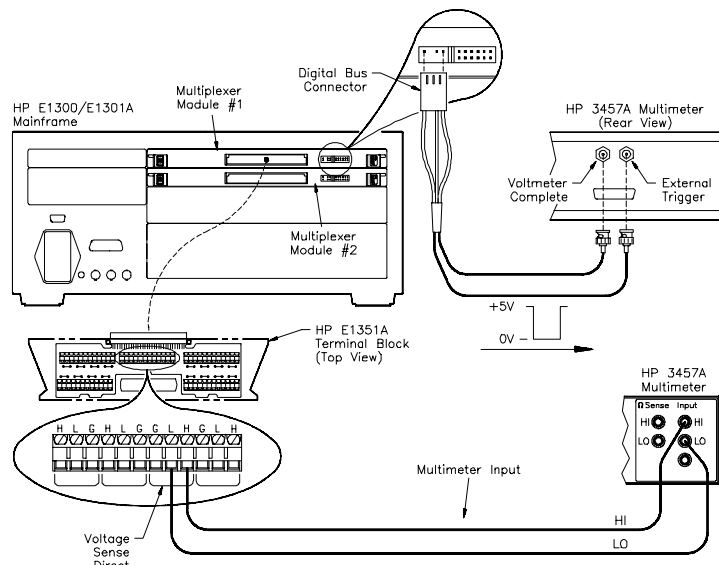 Digital Bus
Connector
Multiplexer
Module #1
HP E1300/E1301A
Mainframe
HP 3457A Multimeter
(Rear View)
Voltmeter
Complete
External
Trigger
Multiplexer
Module #2
+5V
0V
HP E1351A
Terminal Block
(Top View)
HP 3457A
Multimeter
Ω Sense Input
HI HI
LO LO
H L G H L G G L H G L H
Multimeter Input
HI
LO
Voltage
Sense
Direct